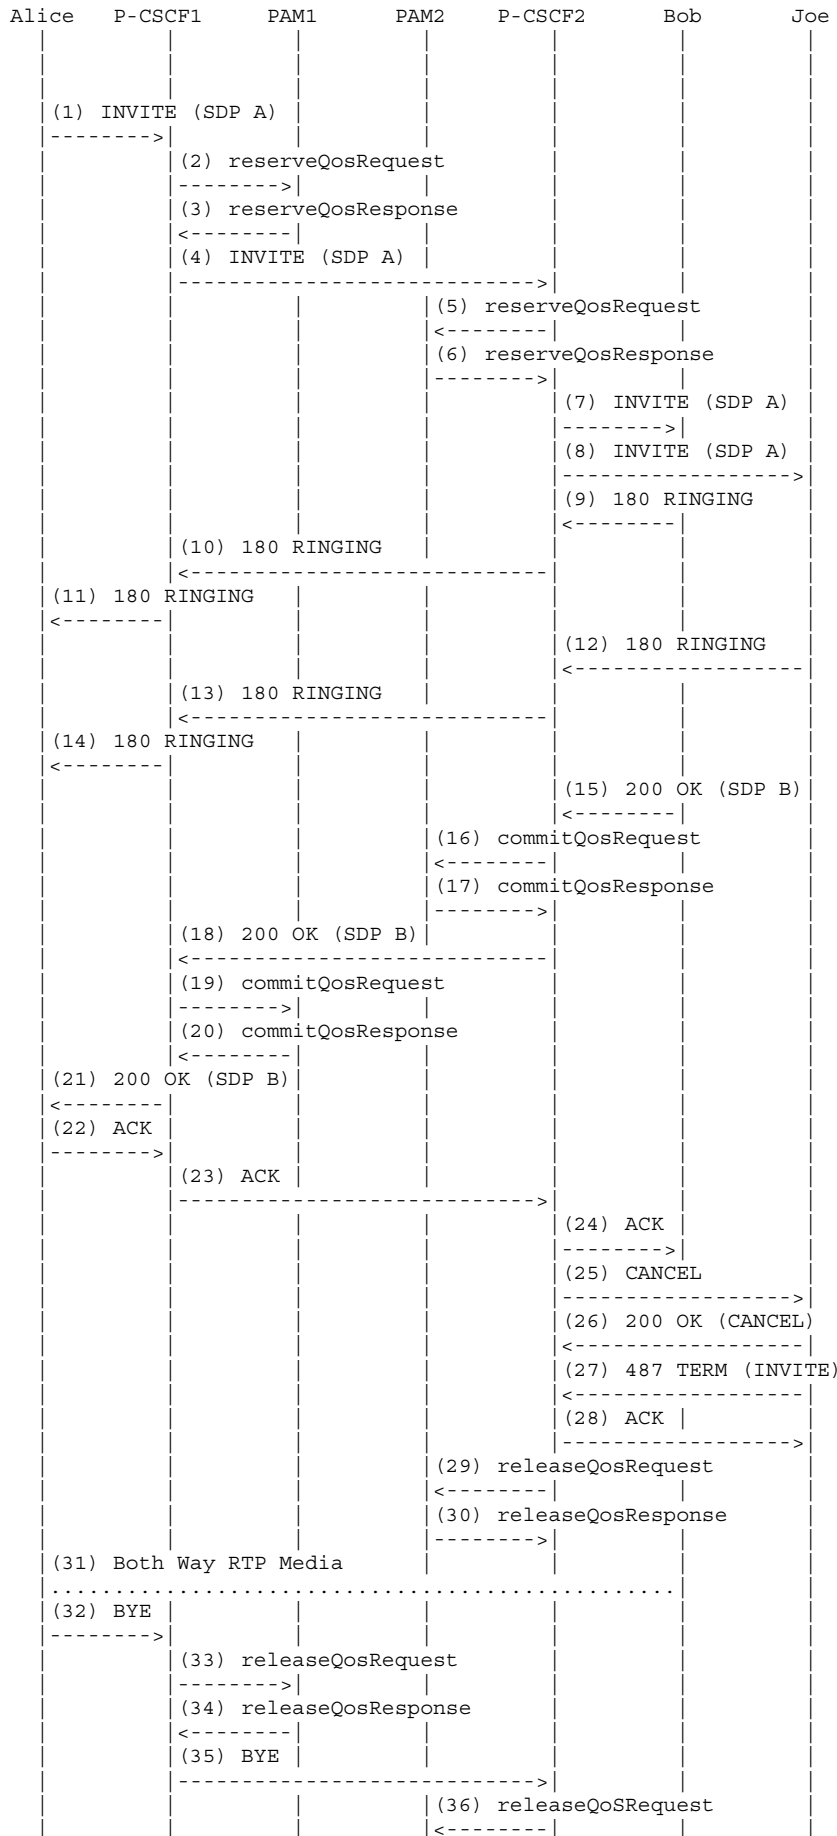 Alice P-CSCF1 PAM1 PAM2 P-CSCF2 Bob Joe
(1) INVITE (SDP A)
(2) reserveQosRequest
(3) reserveQosResponse
(4) INVITE (SDP A)
(5) reserveQosRequest
(6) reserveQosResponse
(7) INVITE (SDP A)
(8) INVITE (SDP A)
(9) 180 RINGING
(10) 180 RINGING
(11) 180 RINGING
(12) 180 RINGING
(13) 180 RINGING
(14) 180 RINGING
(15) 200 OK (SDP B)
(16) commitQosRequest
(17) commitQosResponse
(18) 200 OK (SDP B)
(19) commitQosRequest
(20) commitQosResponse
(21) 200 OK (SDP B)
(22) ACK
(23) ACK
(24) ACK
(25) CANCEL
(26) 200 OK (CANCEL)
(27) 487 TERM (INVITE)
(28) ACK
(29) releaseQosRequest
(30) releaseQosResponse
(31) Both Way RTP Media
(32) BYE
(33) releaseQosRequest
(34) releaseQosResponse
(35) BYE
(36) releaseQoSRequest